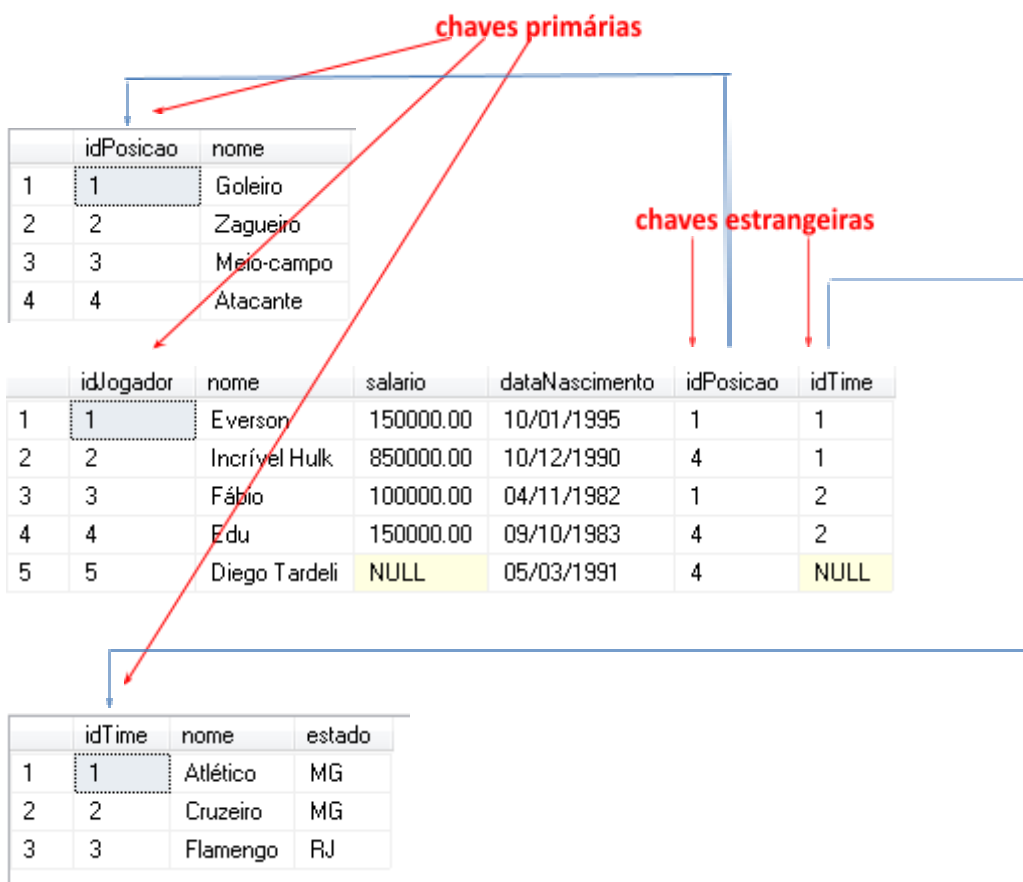 chaves primárias
idPosicao nome
1 1 Goleiro
2 2 Zagueiro
3 3 Meio-campo
4 4 Atacante
chaves estrangeiras
idJogador nome salario dataNascimento idPosicao idTime
1 1 Everson 150000.00 10/01/1995 1 1
2 2 Incrível Hulk 850000.00 10/12/1990 4 1
3 3 Fábio 100000.00 04/11/1982 1 2
4 4 Edu 150000.00 09/10/1983 4 2
5 5 Diego Tardeli NULL 05/03/1991 4 NULL
idTime nome estado
1 1 Atlético MG
2 2 Cruzeiro MG
3 3 Flamengo RJ